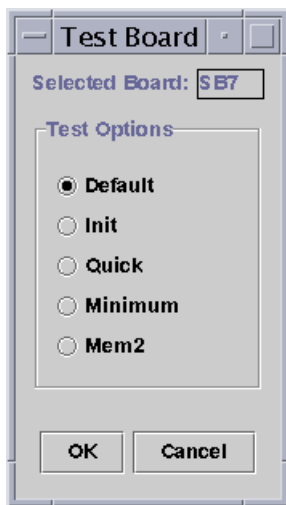 Test Board
Selected Board: SB7
Test Options
Default
Init
Quick
Minimum
Mem2
OK Cancel